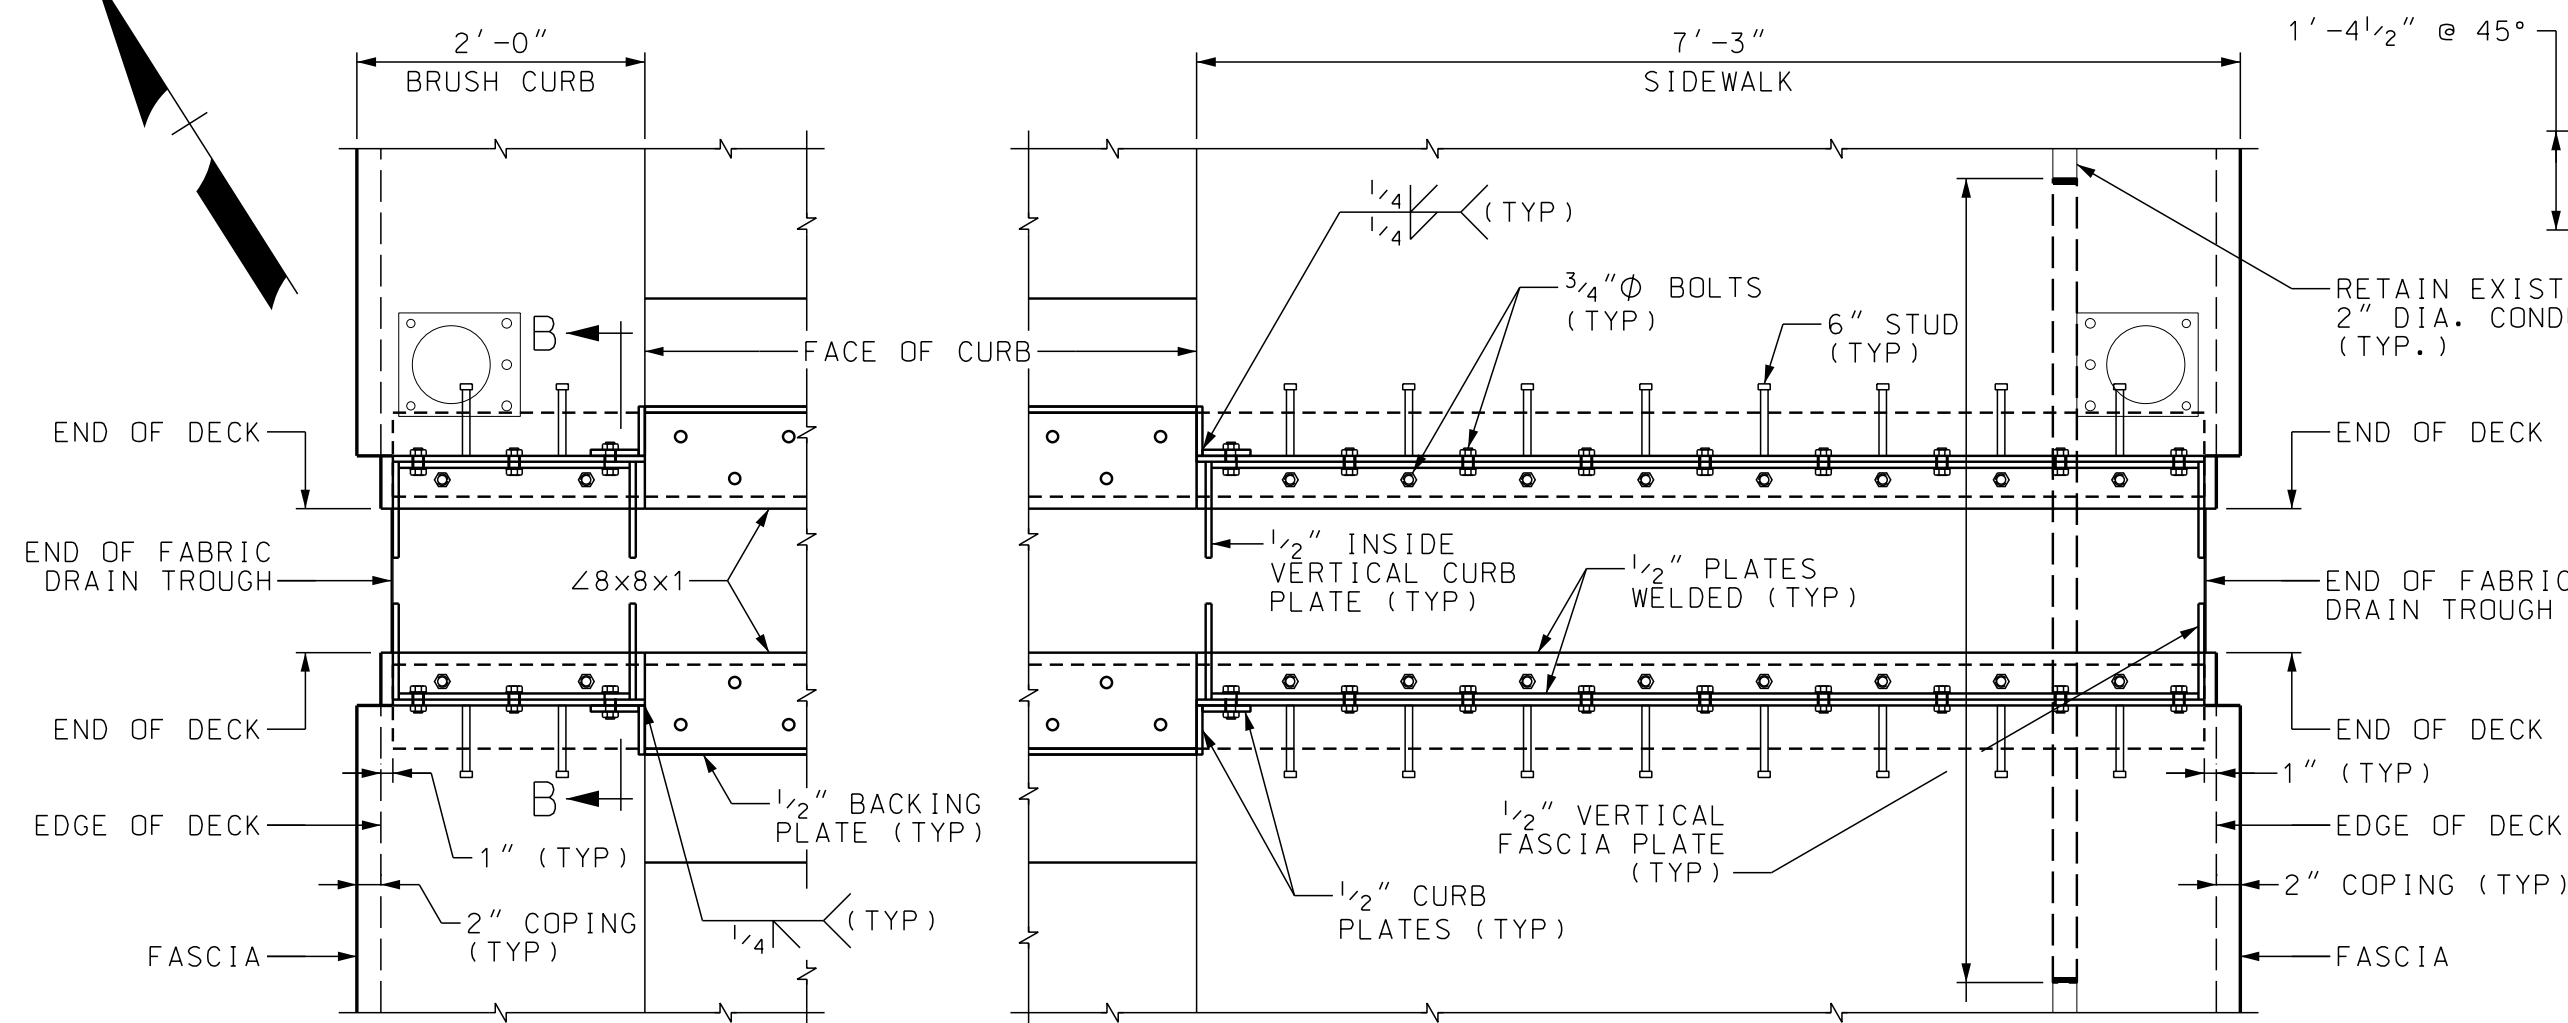 2'-0"
BRUSH CURB
7'-3"
SIDEWALK
1'-4 1/2" @ 45°
1/4
1/4
(TYP)
3/4"Ø BOLTS
(TYP)
6" STUD
(TYP)
RETAIN EXIST
2" DIA. COND
(TYP.)
B
FACE OF CURB
END OF DECK
END OF DECK
END OF FABRIC
DRAIN TROUGH
∠8x8x1
1/2" INSIDE
VERTICAL CURB
PLATE (TYP)
1/2" PLATES
WELDED (TYP)
END OF FABRIC
DRAIN TROUGH
END OF DECK
END OF DECK
B
1/2" BACKING
PLATE (TYP)
1/2" VERTICAL
FASCIA PLATE
(TYP)
1" (TYP)
EDGE OF DECK
EDGE OF DECK
1" (TYP)
2" COPING
(TYP)
1/4
(TYP)
1/2" CURB
PLATES (TYP)
2" COPING (TYP)
FASCIA
FASCIA